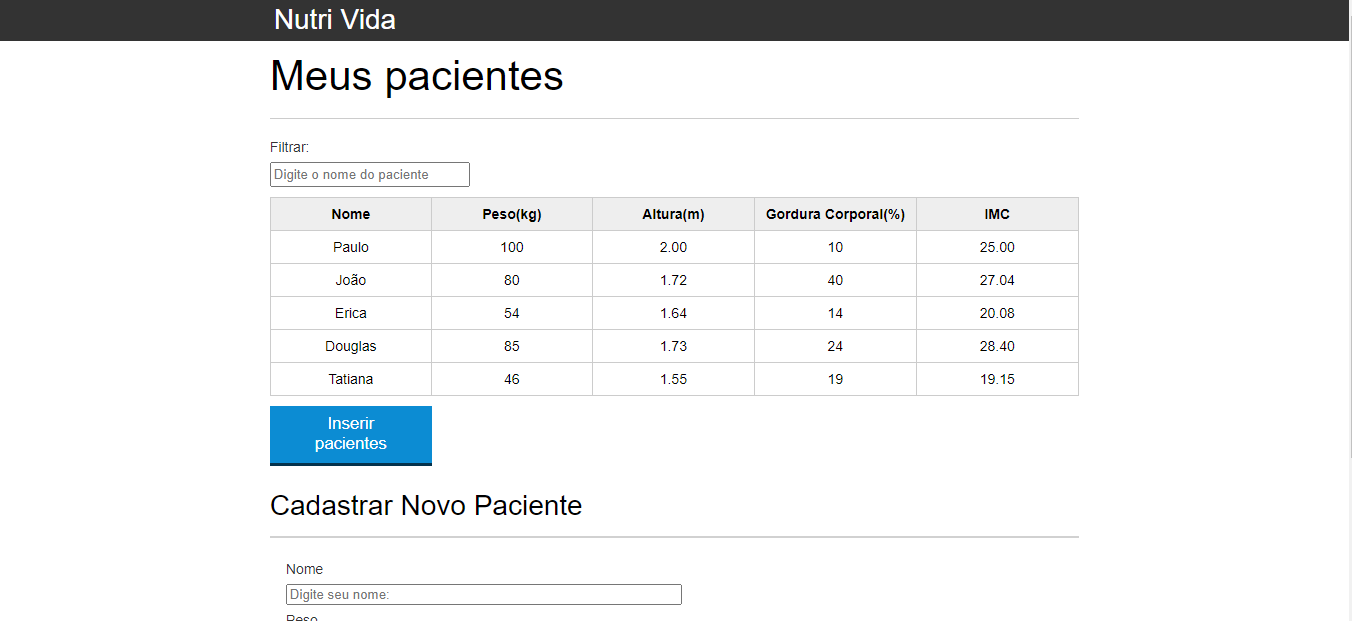 Nutri Vida
Meus pacientes
Filtrar:
Digite o nome do paciente
Nome Peso(kg) Altura(m) Gordura Corporal(%) IMC
Paulo 100 2.00 10 25.00
João 80 1.72 40 27.04
Erica 54 1.64 14 20.08
Douglas 85 1.73 24 28.40
Tatiana 46 1.55 19 19.15
Inserir
pacientes
Cadastrar Novo Paciente
Nome
Digite seu nome:
Peso